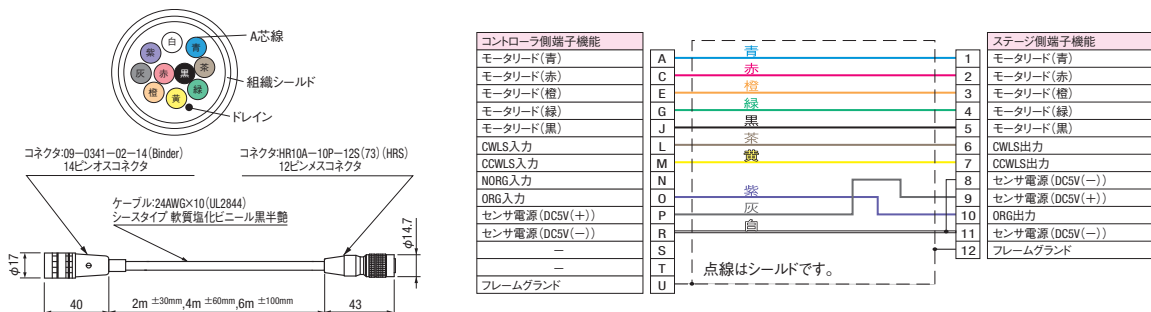 白
青
紫
茶
灰
赤
黒
橙
黄
緑
A芯線
組織シールド
ドレイン
コネクタ:09-0341-02-14(Binder)
14ピンオスコネクタ
コネクタ:HR10A-10P-12S(73)(HRS)
12ピンメスコネクタ
ケーブル:24AWG×10(UL2844)
シースタイプ 軟質塩化ビニール黒半艶
φ17
φ14.7
40
2m ±30mm,4m ±60mm,6m ±100mm
43
コントローラ側端子機能
モータリード(青) A
モータリード(赤) C
モータリード(橙) E
モータリード(緑) G
モータリード(黒) J
CWLS入力 L
CCWLS入力 M
NORG入力 N
ORG入力 O
センサ電源(DC5V(+)) P
センサ電源(DC5V(-)) R
- S
- T
フレームグランド U
青
赤
橙
緑
黒
茶
黄
紫
灰
白
点線はシールドです。
ステージ側端子機能
1 モータリード(青)
2 モータリード(赤)
3 モータリード(橙)
4 モータリード(緑)
5 モータリード(黒)
6 CWLS出力
7 CCWLS出力
8 センサ電源(DC5V(-))
9 センサ電源(DC5V(+))
10 ORG出力
11 センサ電源(DC5V(-))
12 フレームグランド